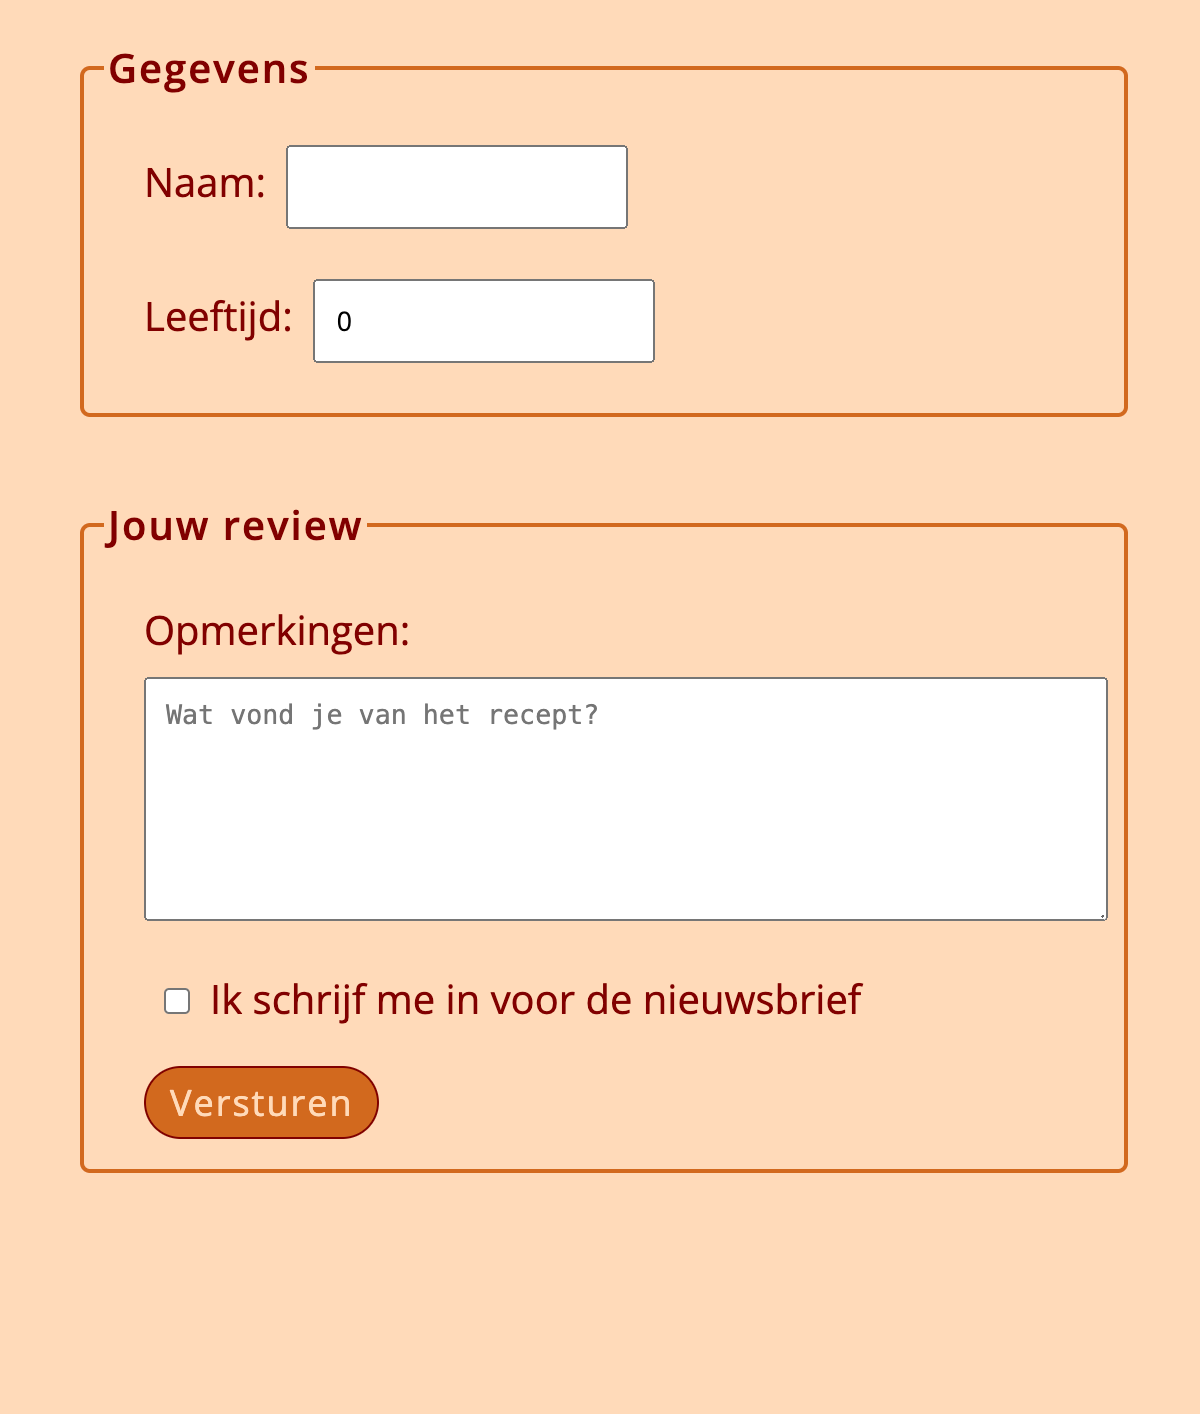 Gegevens
Naam:
Leeftijd: 0
Jouw review
Opmerkingen:
Wat vond je van het recept?
Ik schrijf me in voor de nieuwsbrief
Versturen